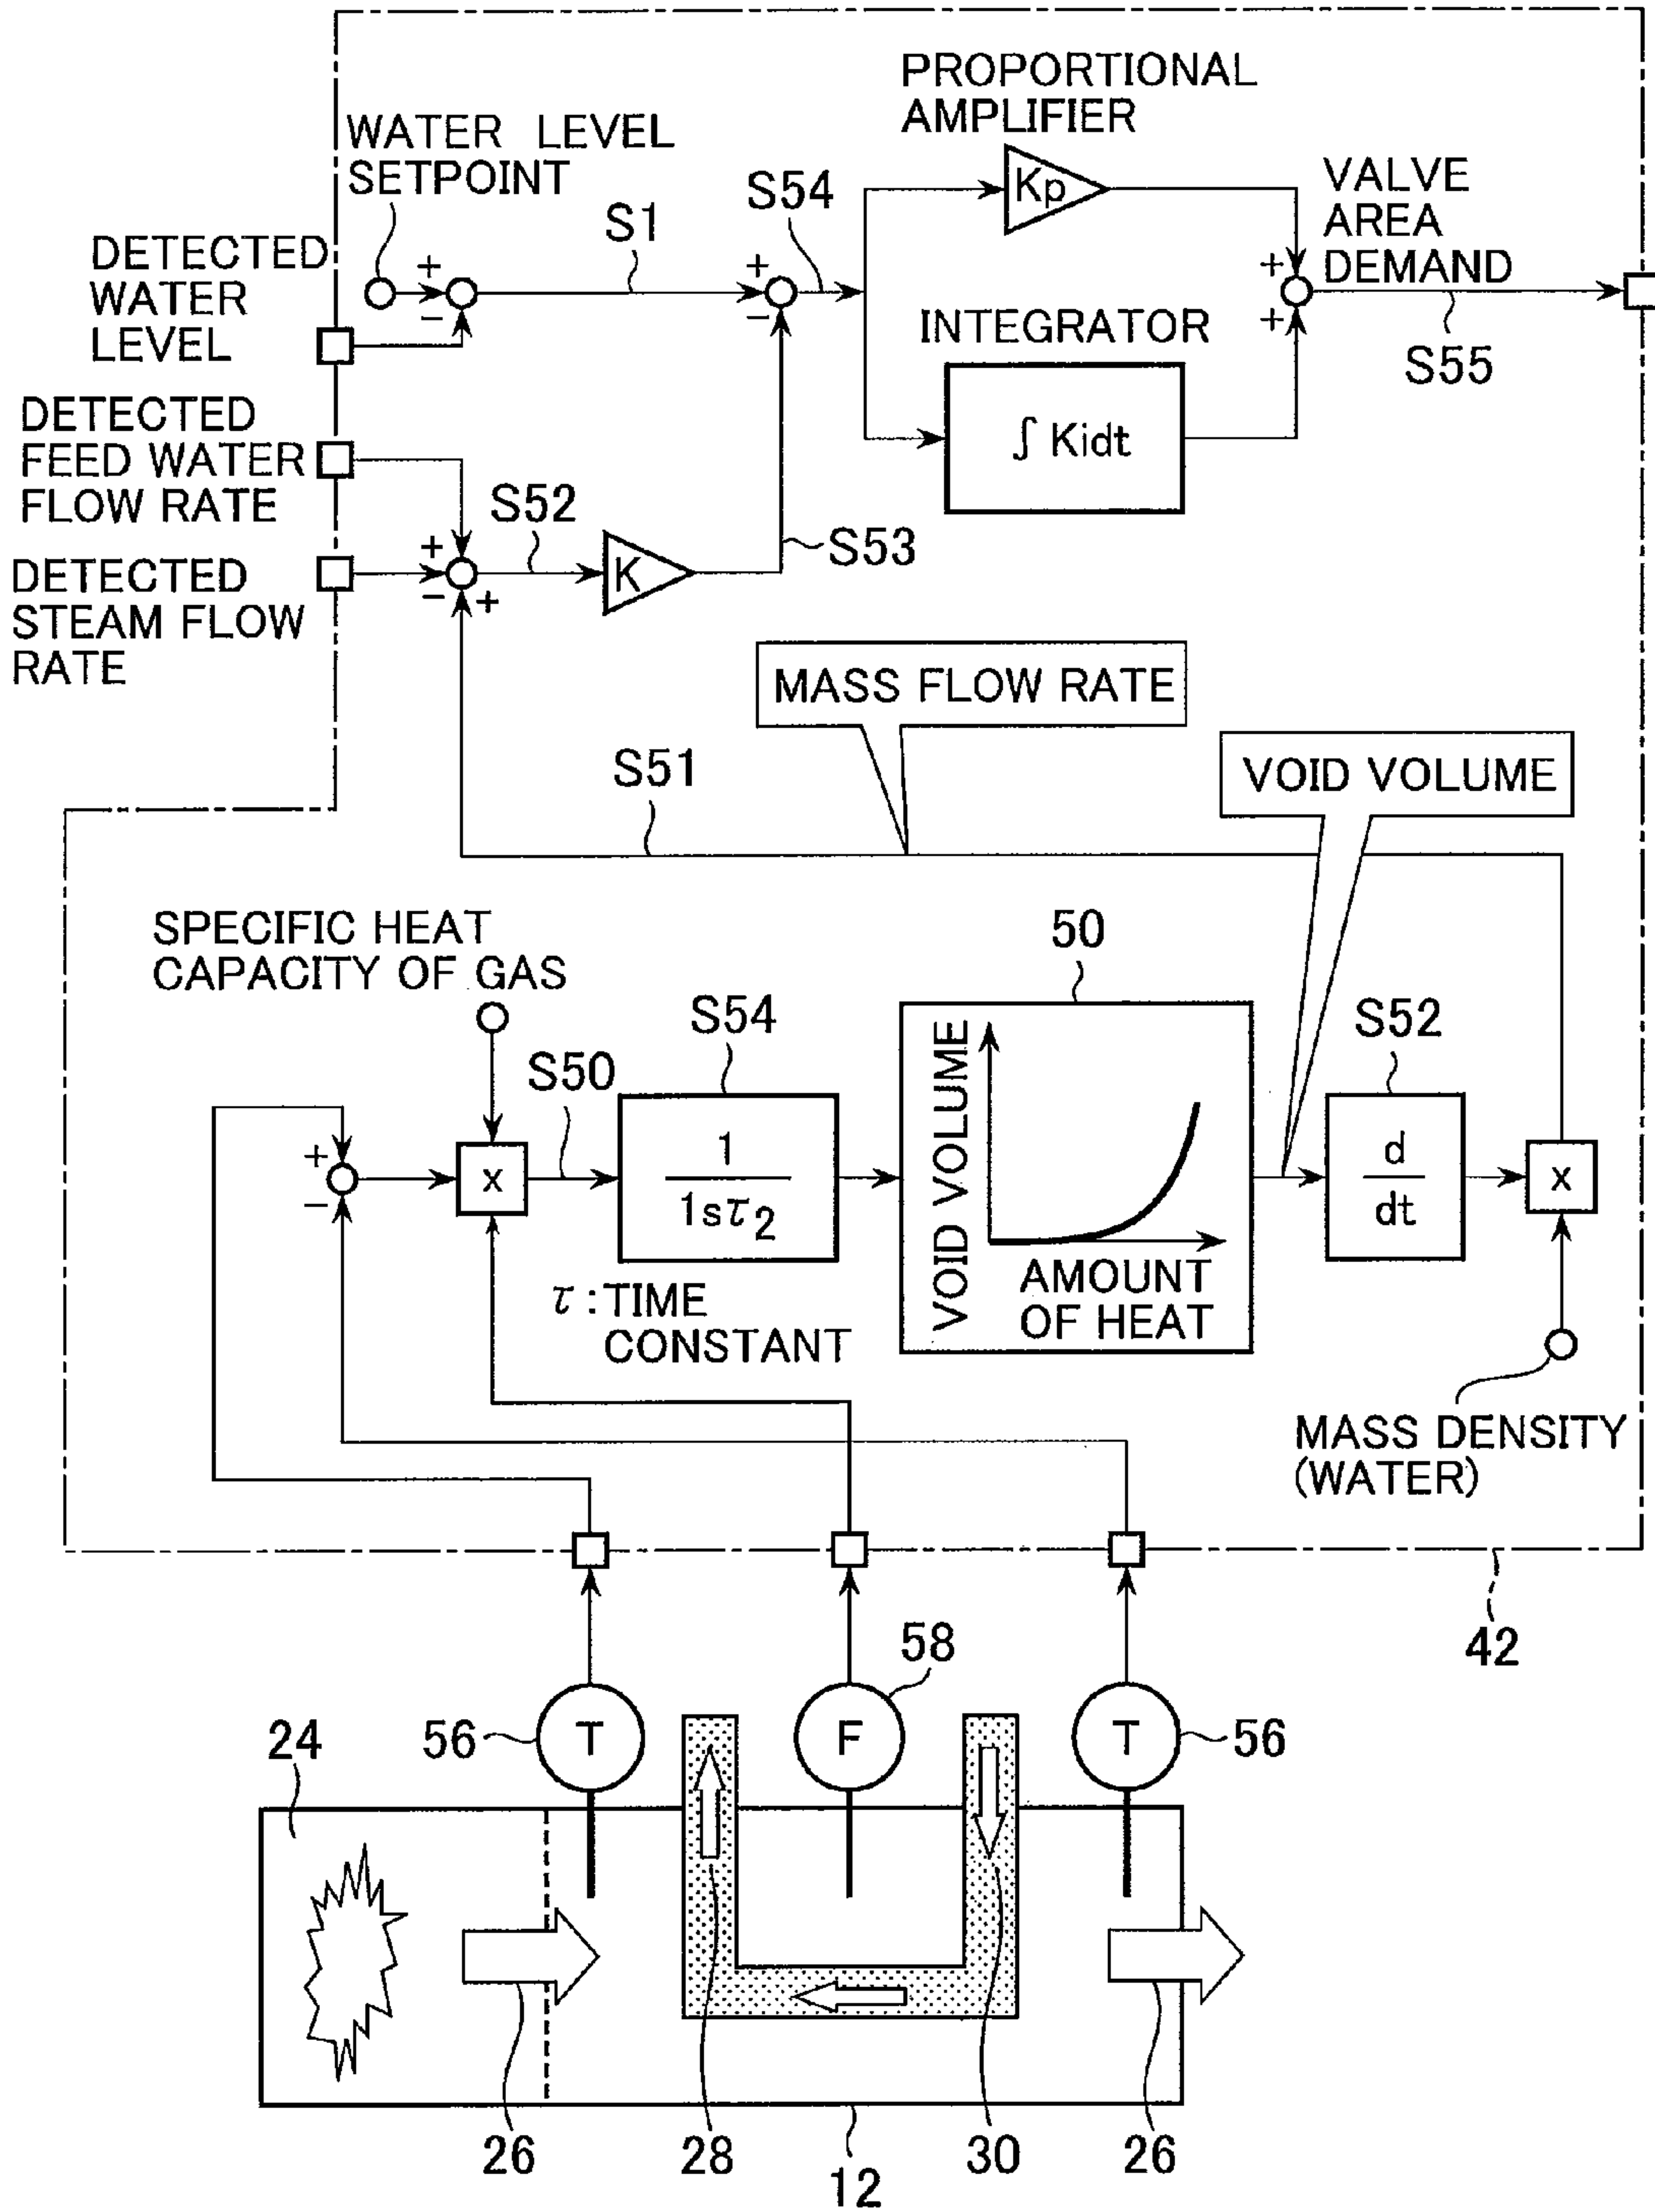 PROPORTIONAL
AMPLIFIER
WATER LEVEL
SETPOINT
S1
S54
Kp
VALVE
AREA
DEMAND
DETECTED
WATER
LEVEL
+
−
+
−
+
+
INTEGRATOR
∫ Kidt
S55
DETECTED
FEED WATER
FLOW RATE
S52
S53
DETECTED
STEAM FLOW
RATE
+
−
+
K
MASS FLOW RATE
S51
VOID VOLUME
SPECIFIC HEAT
CAPACITY OF GAS
S50
S54
50
S52
+
−
x
1
1sτ2
VOID VOLUME
AMOUNT
OF HEAT
d
dt
x
τ : TIME
CONSTANT
MASS DENSITY
(WATER)
42
58
56
T
F
T
56
24
26
28
12
30
26